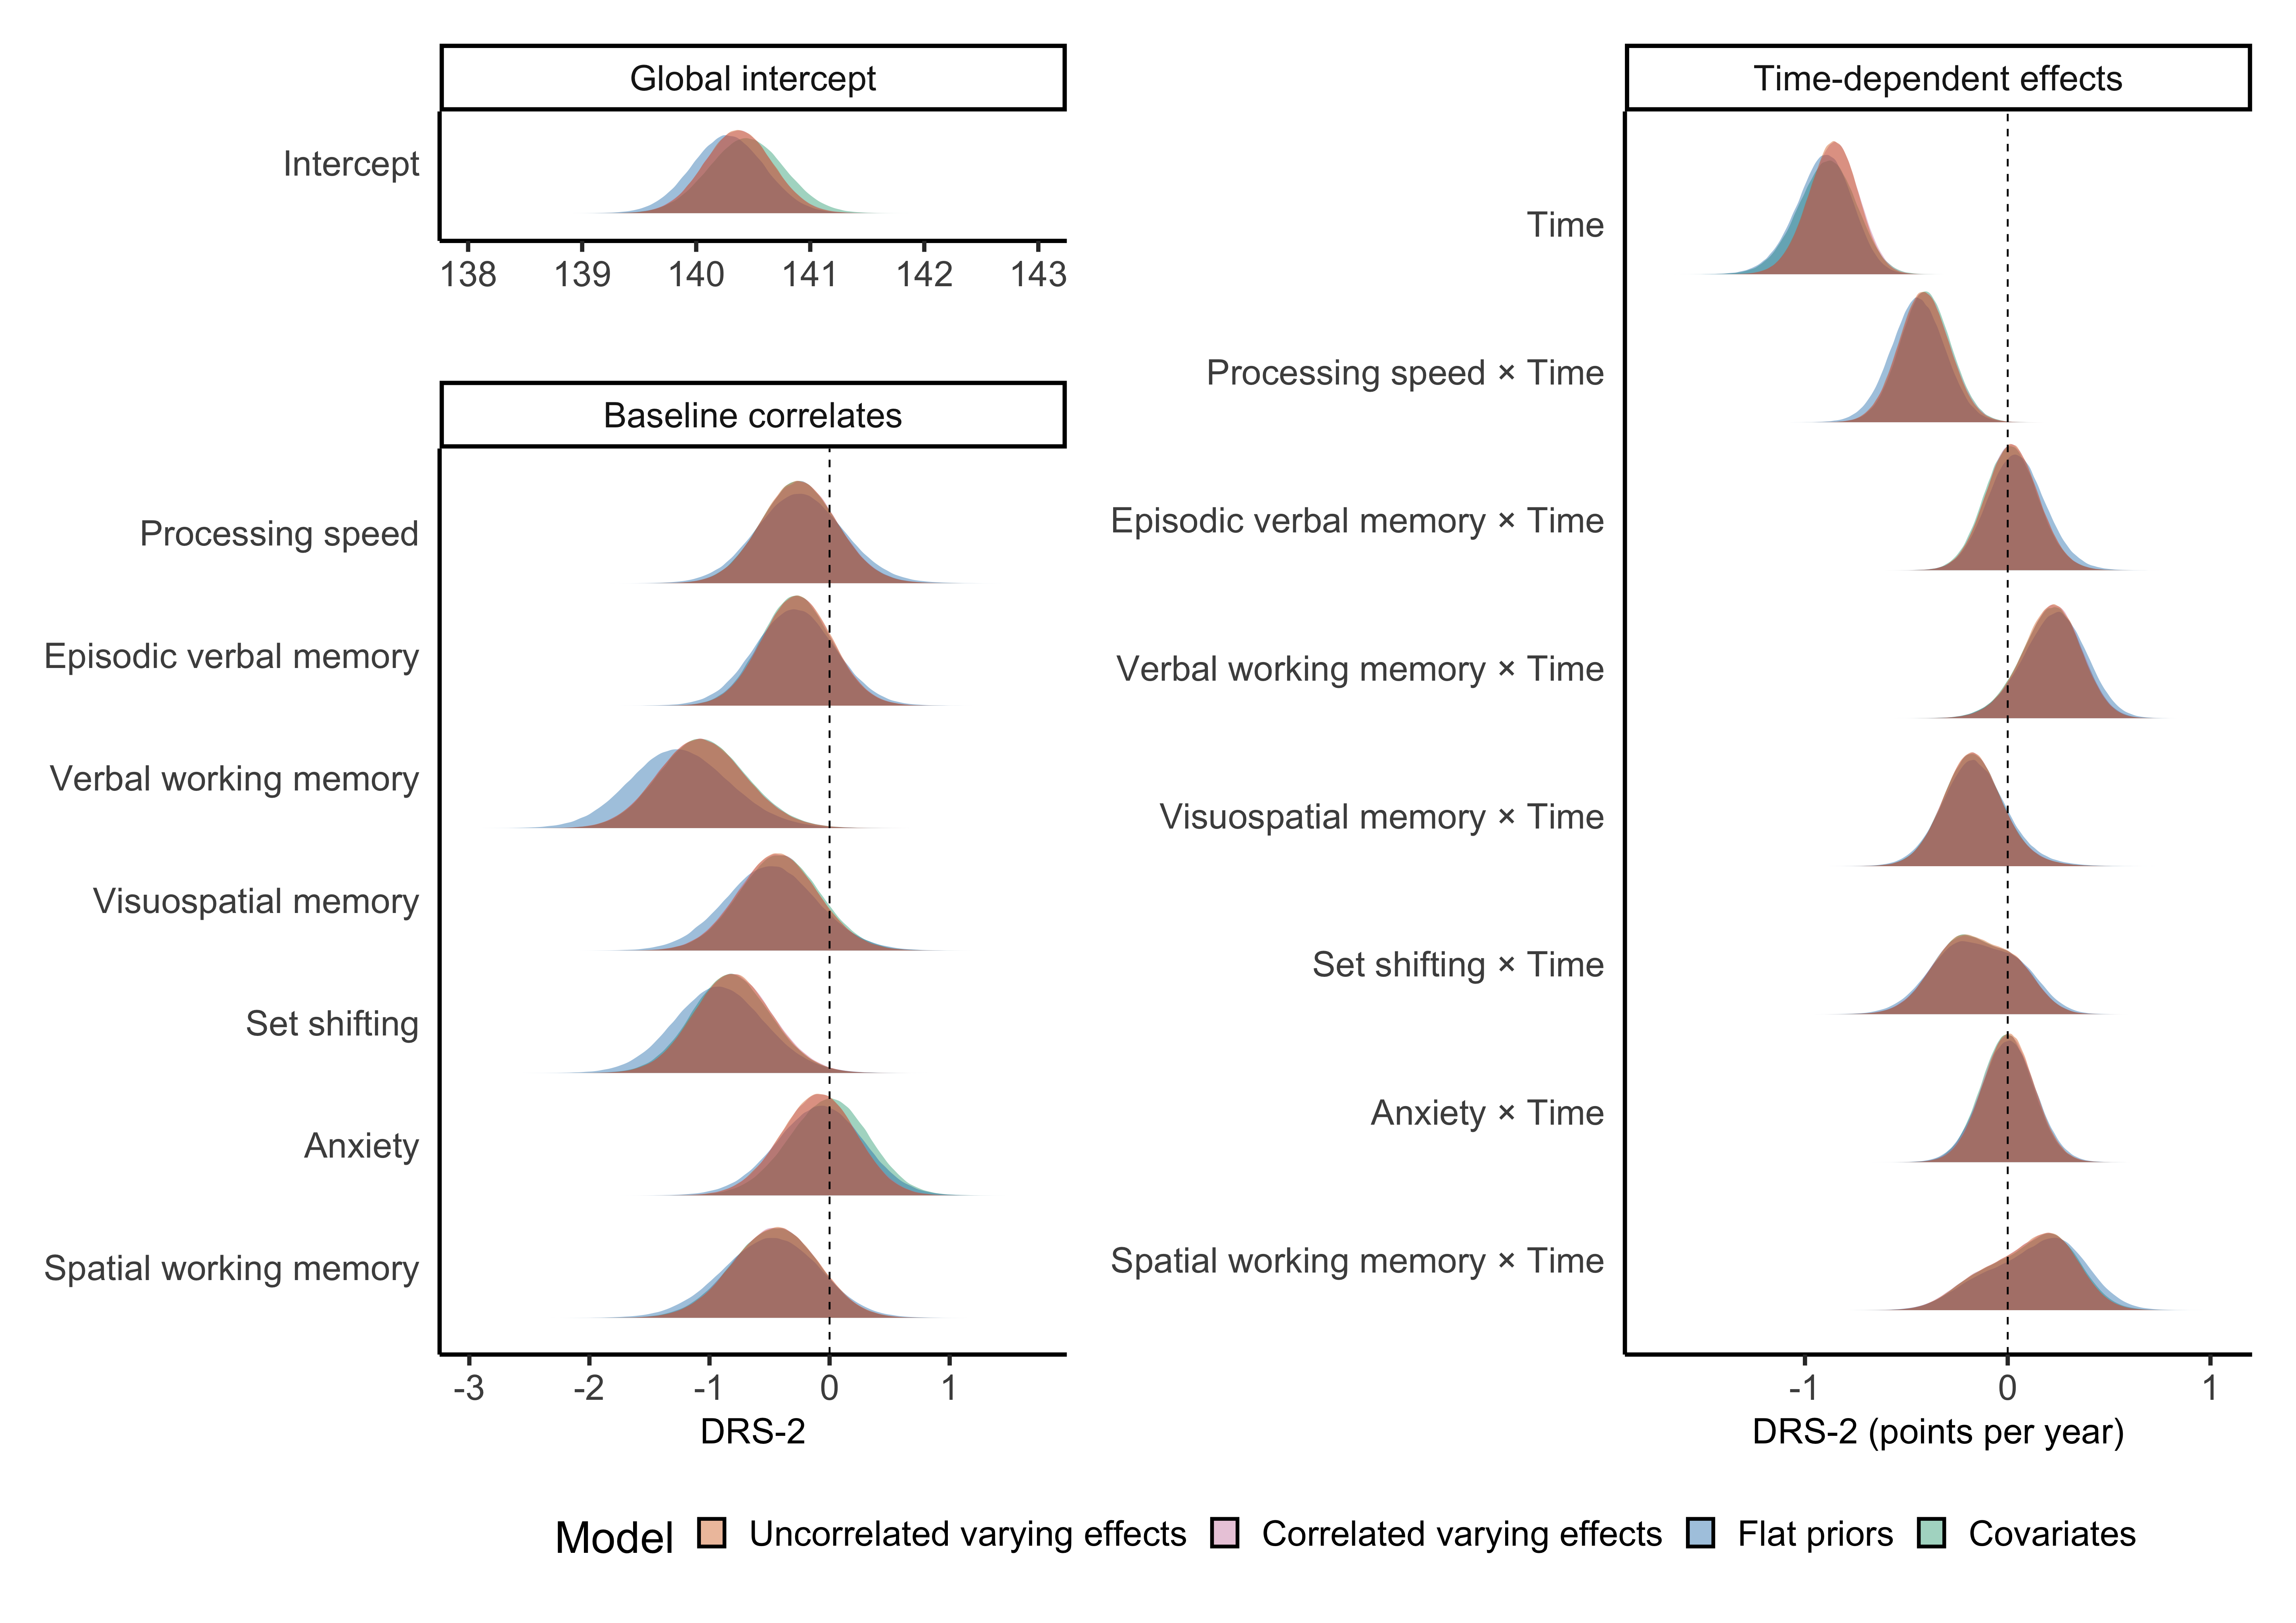 Global intercept
Intercept
138 139 140 141 142 143
Baseline correlates
Processing speed
Episodic verbal memory
Verbal working memory
Visuospatial memory
Set shifting
Anxiety
Spatial working memory
-3 -2 -1 0 1
DRS-2
Time-dependent effects
Time
Processing speed × Time
Episodic verbal memory × Time
Verbal working memory × Time
Visuospatial memory × Time
Set shifting × Time
Anxiety × Time
Spatial working memory × Time
-1 0 1
DRS-2 (points per year)
Model Uncorrelated varying effects Correlated varying effects Flat priors Covariates